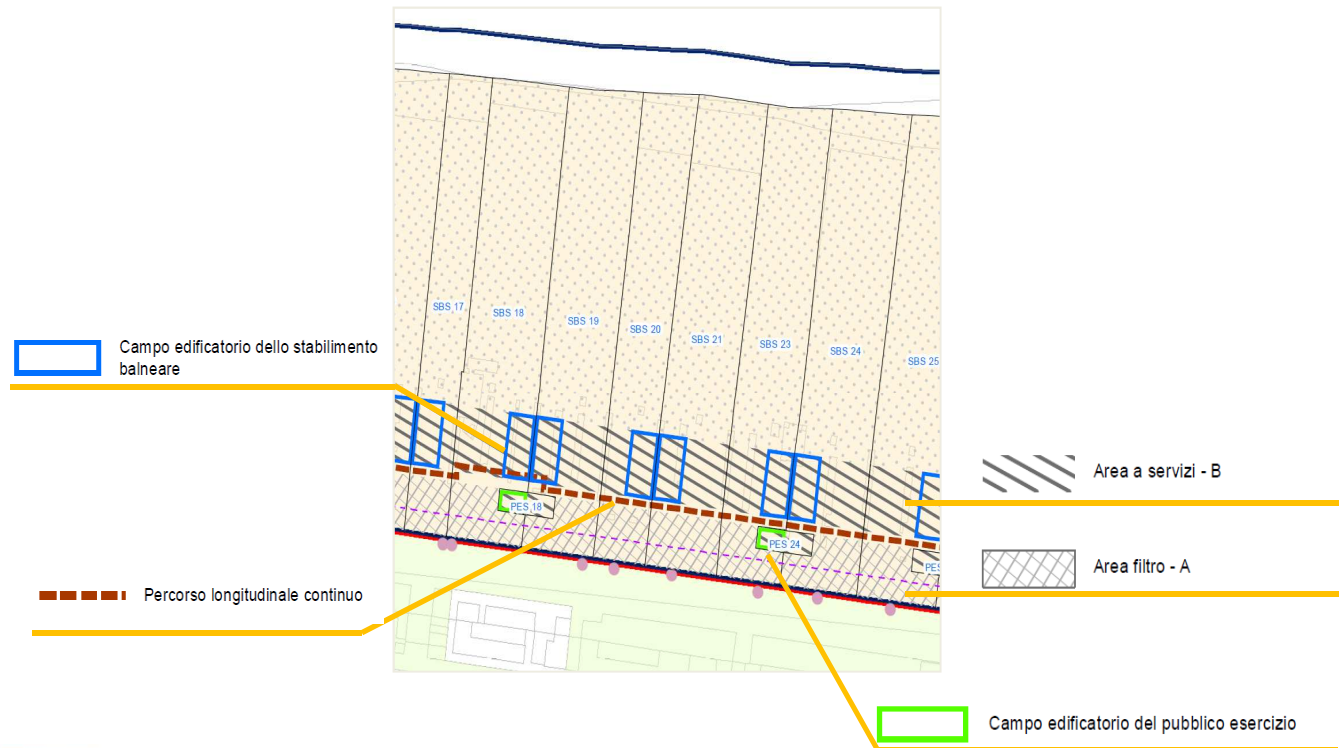 SBS 17
SBS 18
SBS 19
SBS 20
SBS 21
SBS 23
SBS 24
SBS 25
Campo edificatorio dello stabilimento
balneare
Area a servizi - B
PES 18
PES 24
PES
Area filtro - A
Percorso longitudinale continuo
Campo edificatorio del pubblico esercizio